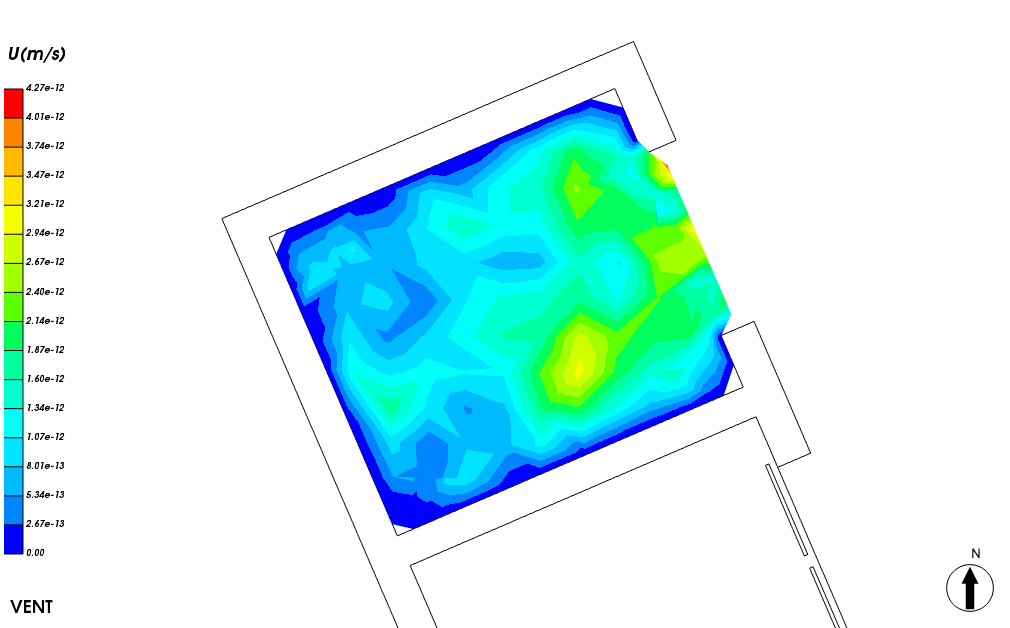 U(m/s)
4.27e-12
4.01e-12
3.74e-12
3.47e-12
3.21e-12
2.94e-12
2.67e-12
2.40e-12
2.14e-12
1.87e-12
1.60e-12
1.34e-12
1.07e-12
8.01e-13
5.34e-13
2.67e-13
0.00
N
VENT